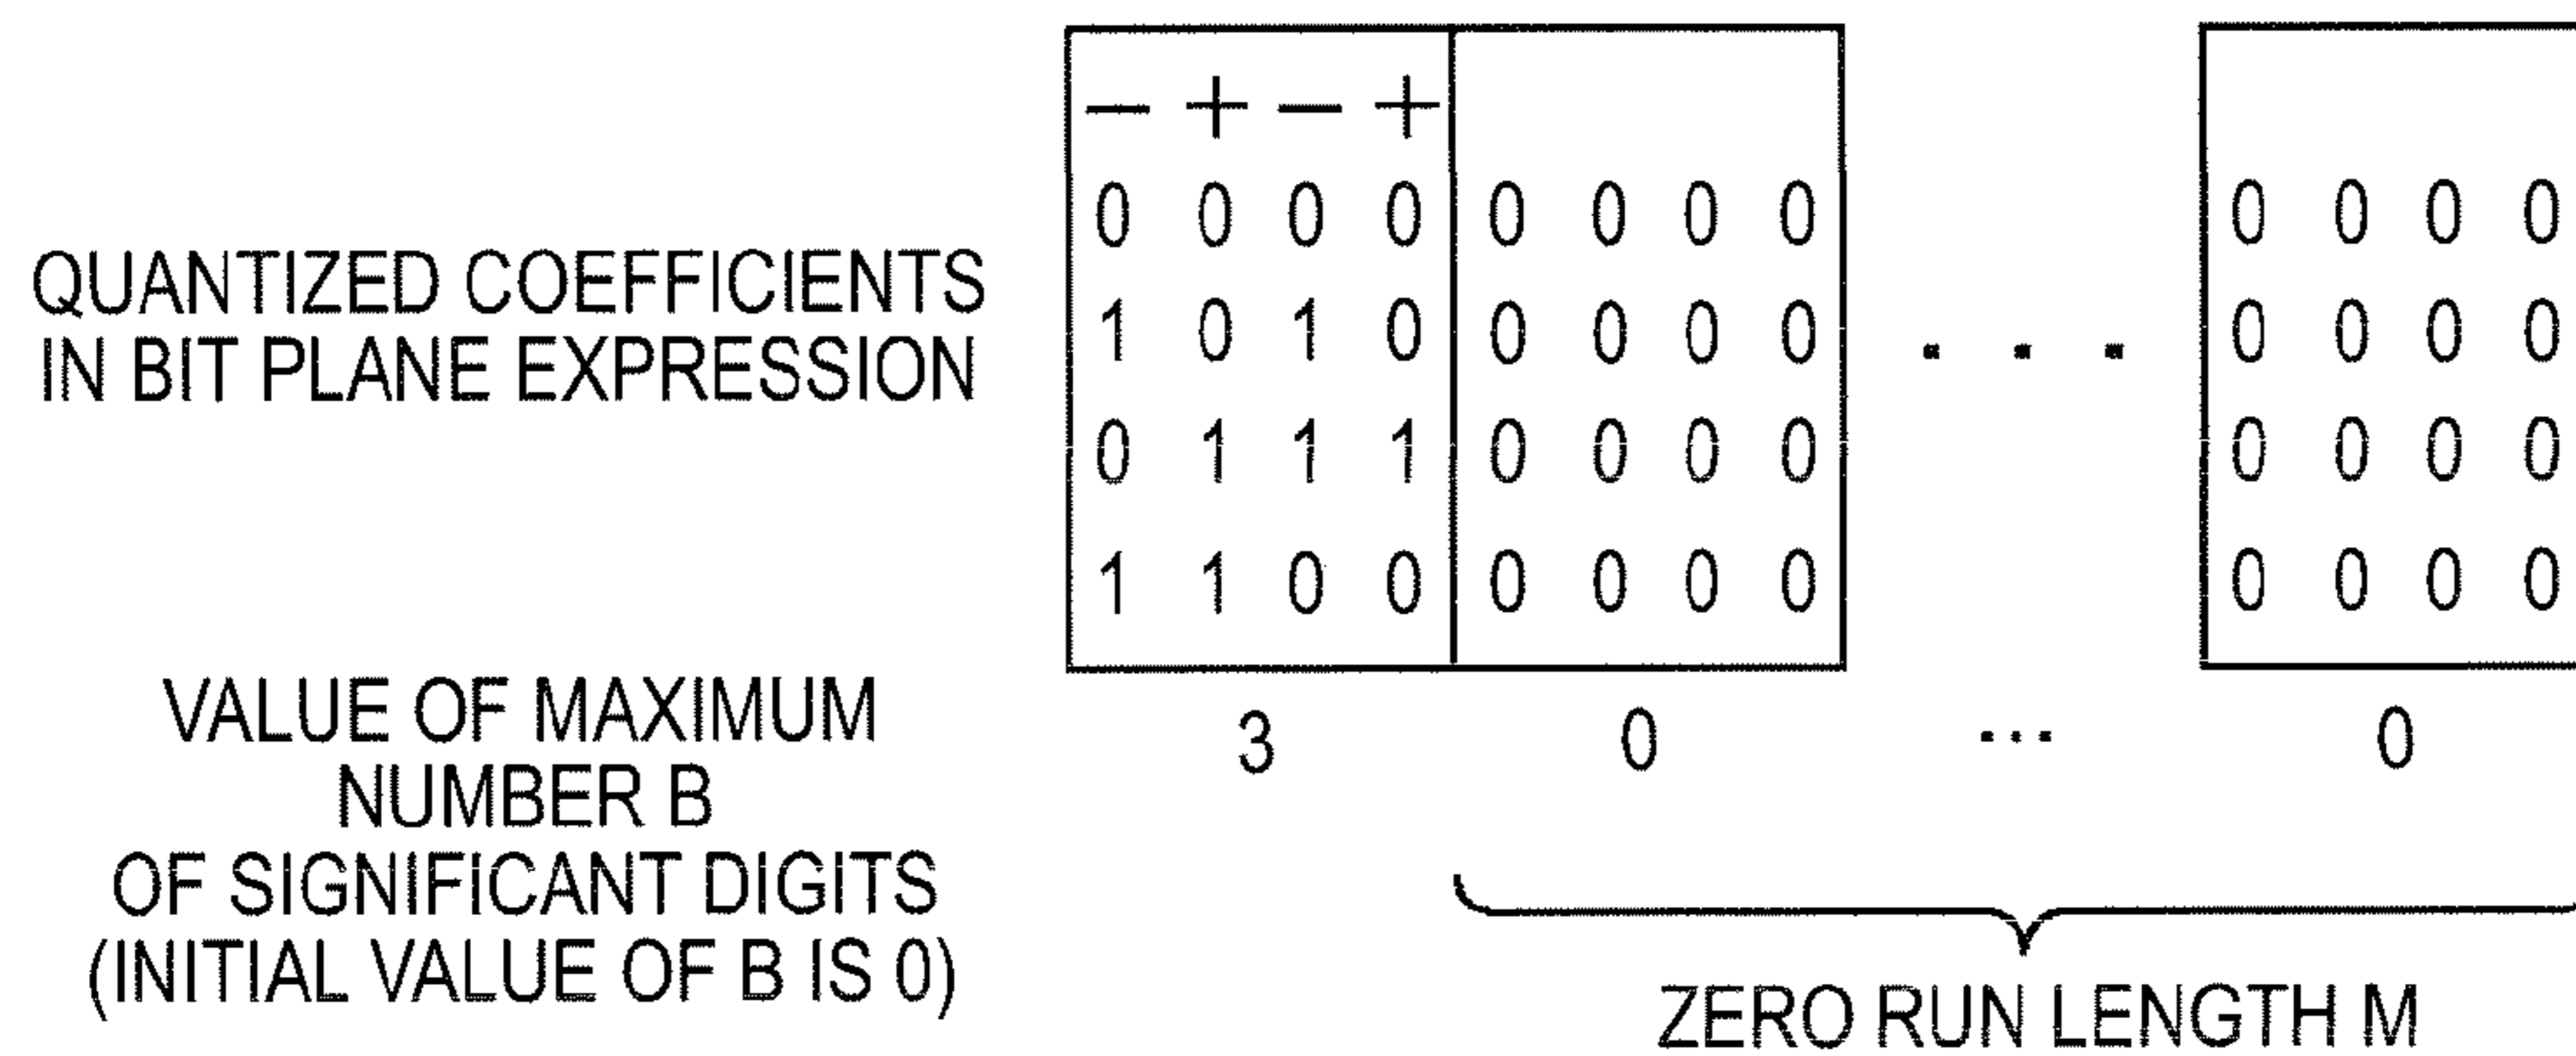 — + — +
0 0 0 0 0 0 0 0 0 0 0 0
QUANTIZED COEFFICIENTS
IN BIT PLANE EXPRESSION
1 0 1 0 0 0 0 0 . . . 0 0 0 0
0 1 1 1 0 0 0 0 0 0 0 0
1 1 0 0 0 0 0 0 0 0 0 0
VALUE OF MAXIMUM
NUMBER B
OF SIGNIFICANT DIGITS
(INITIAL VALUE OF B IS 0)
3 0 ... 0
ZERO RUN LENGTH M